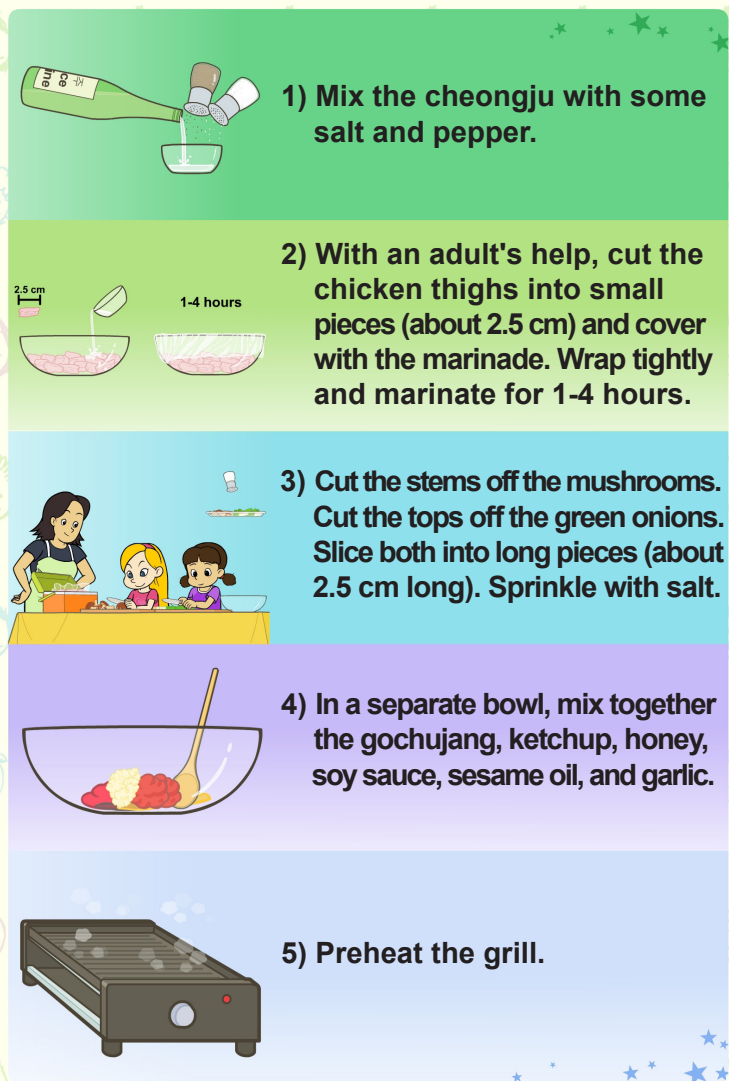 ice
ine
1) Mix the cheongju with some
salt and pepper.
2.5 cm
1-4 hours
2) With an adult's help, cut the
chicken thighs into small
pieces (about 2.5 cm) and cover
with the marinade. Wrap tightly
and marinate for 1-4 hours.
3) Cut the stems off the mushrooms.
Cut the tops off the green onions.
Slice both into long pieces (about
2.5 cm long). Sprinkle with salt.
4) In a separate bowl, mix together
the gochujang, ketchup, honey,
soy sauce, sesame oil, and garlic.
5) Preheat the grill.